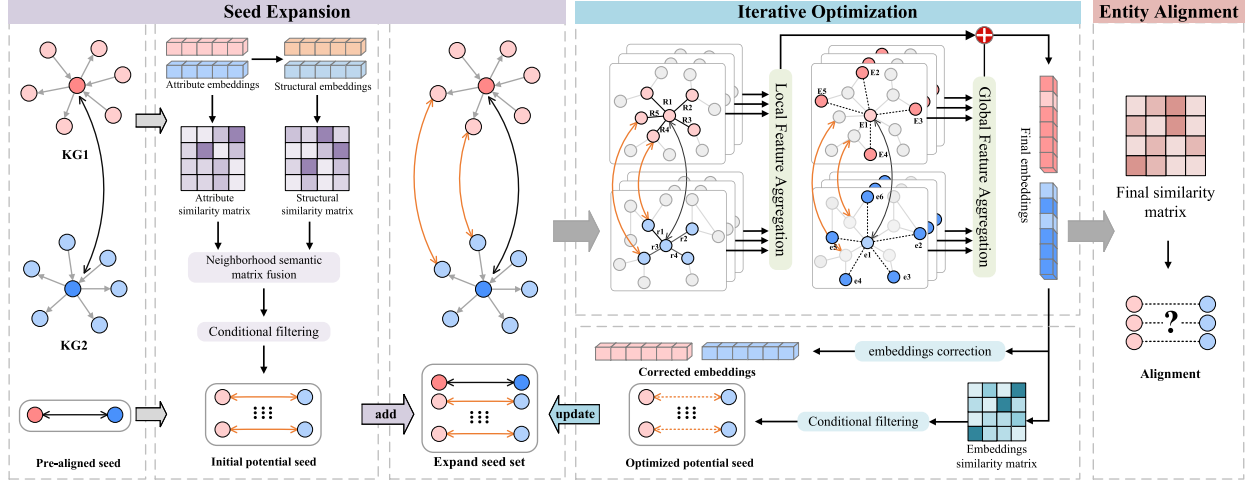 Seed Expansion
Iterative Optimization
Entity Alignment
KG1
KG2
Pre-aligned seed
Attribute embeddings
Structural embeddings
Attribute
similarity matrix
Structural
similarity matrix
Neighborhood semantic
matrix fusion
Conditional filtering
Initial potential seed
add
Expand seed set
update
R1
R2
R5
R3
R4
r1
r2
r3
r4
Local Feature Aggregation
E2
E5
E1
E3
E4
e6
e5
e2
e1
e4
e3
Global Feature Aggregation
Final embeddings
embeddings correction
Corrected embeddings
Conditional filtering
Optimized potential seed
Embeddings
similarity matrix
Final similarity
matrix
?
Alignment